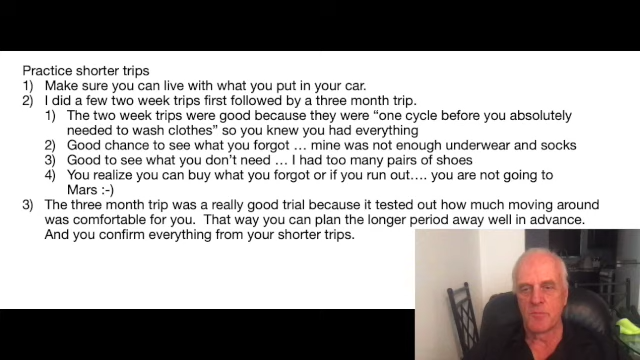 Practice shorter trips
1) Make sure you can live with what you put in your car.
2) I did a few two week trips first followed by a three month trip.
1) The two week trips were good because they were “one cycle before you absolutely
needed to wash clothes” so you knew you had everything
2) Good chance to see what you forgot … mine was not enough underwear and socks
3) Good to see what you don’t need … I had too many pairs of shoes
4) You realize you can buy what you forgot or if you run out…. you are not going to
Mars :-)
3) The three month trip was a really good trial because it tested out how much moving around
was comfortable for you. That way you can plan the longer period away well in advance.
And you confirm everything from your shorter trips.